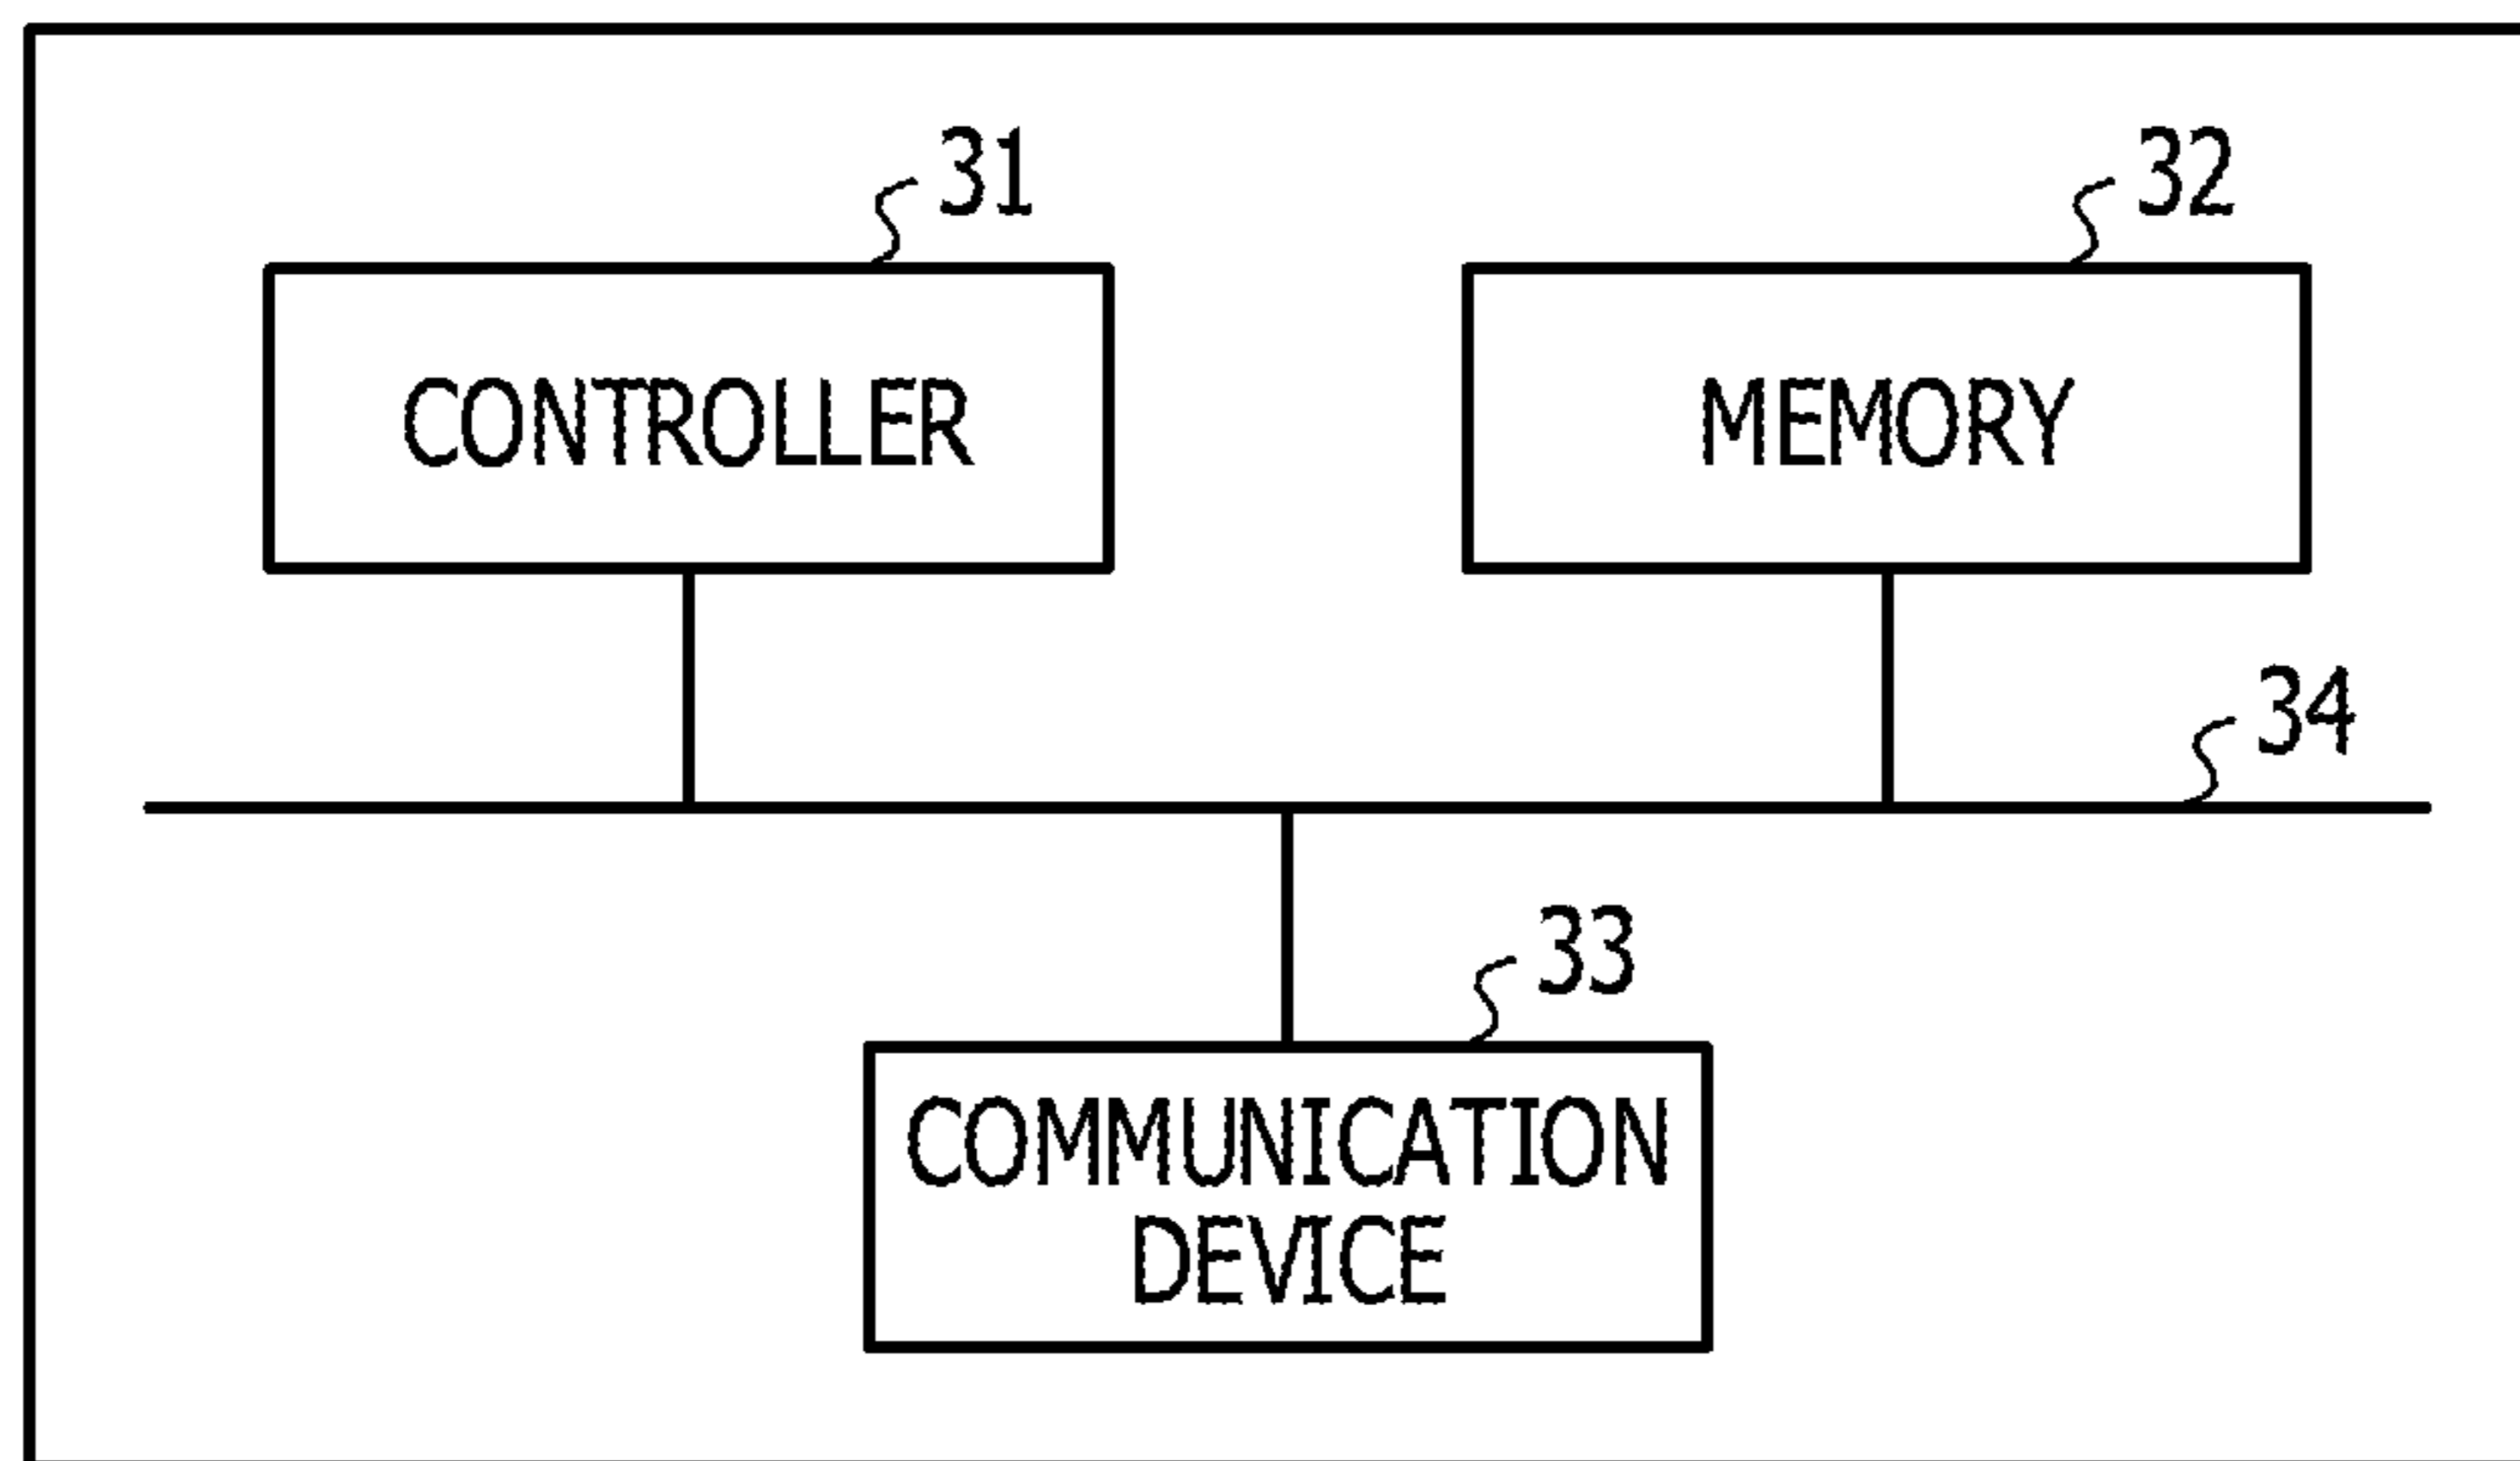 31
32
CONTROLLER
MEMORY
34
33
COMMUNICATION
DEVICE